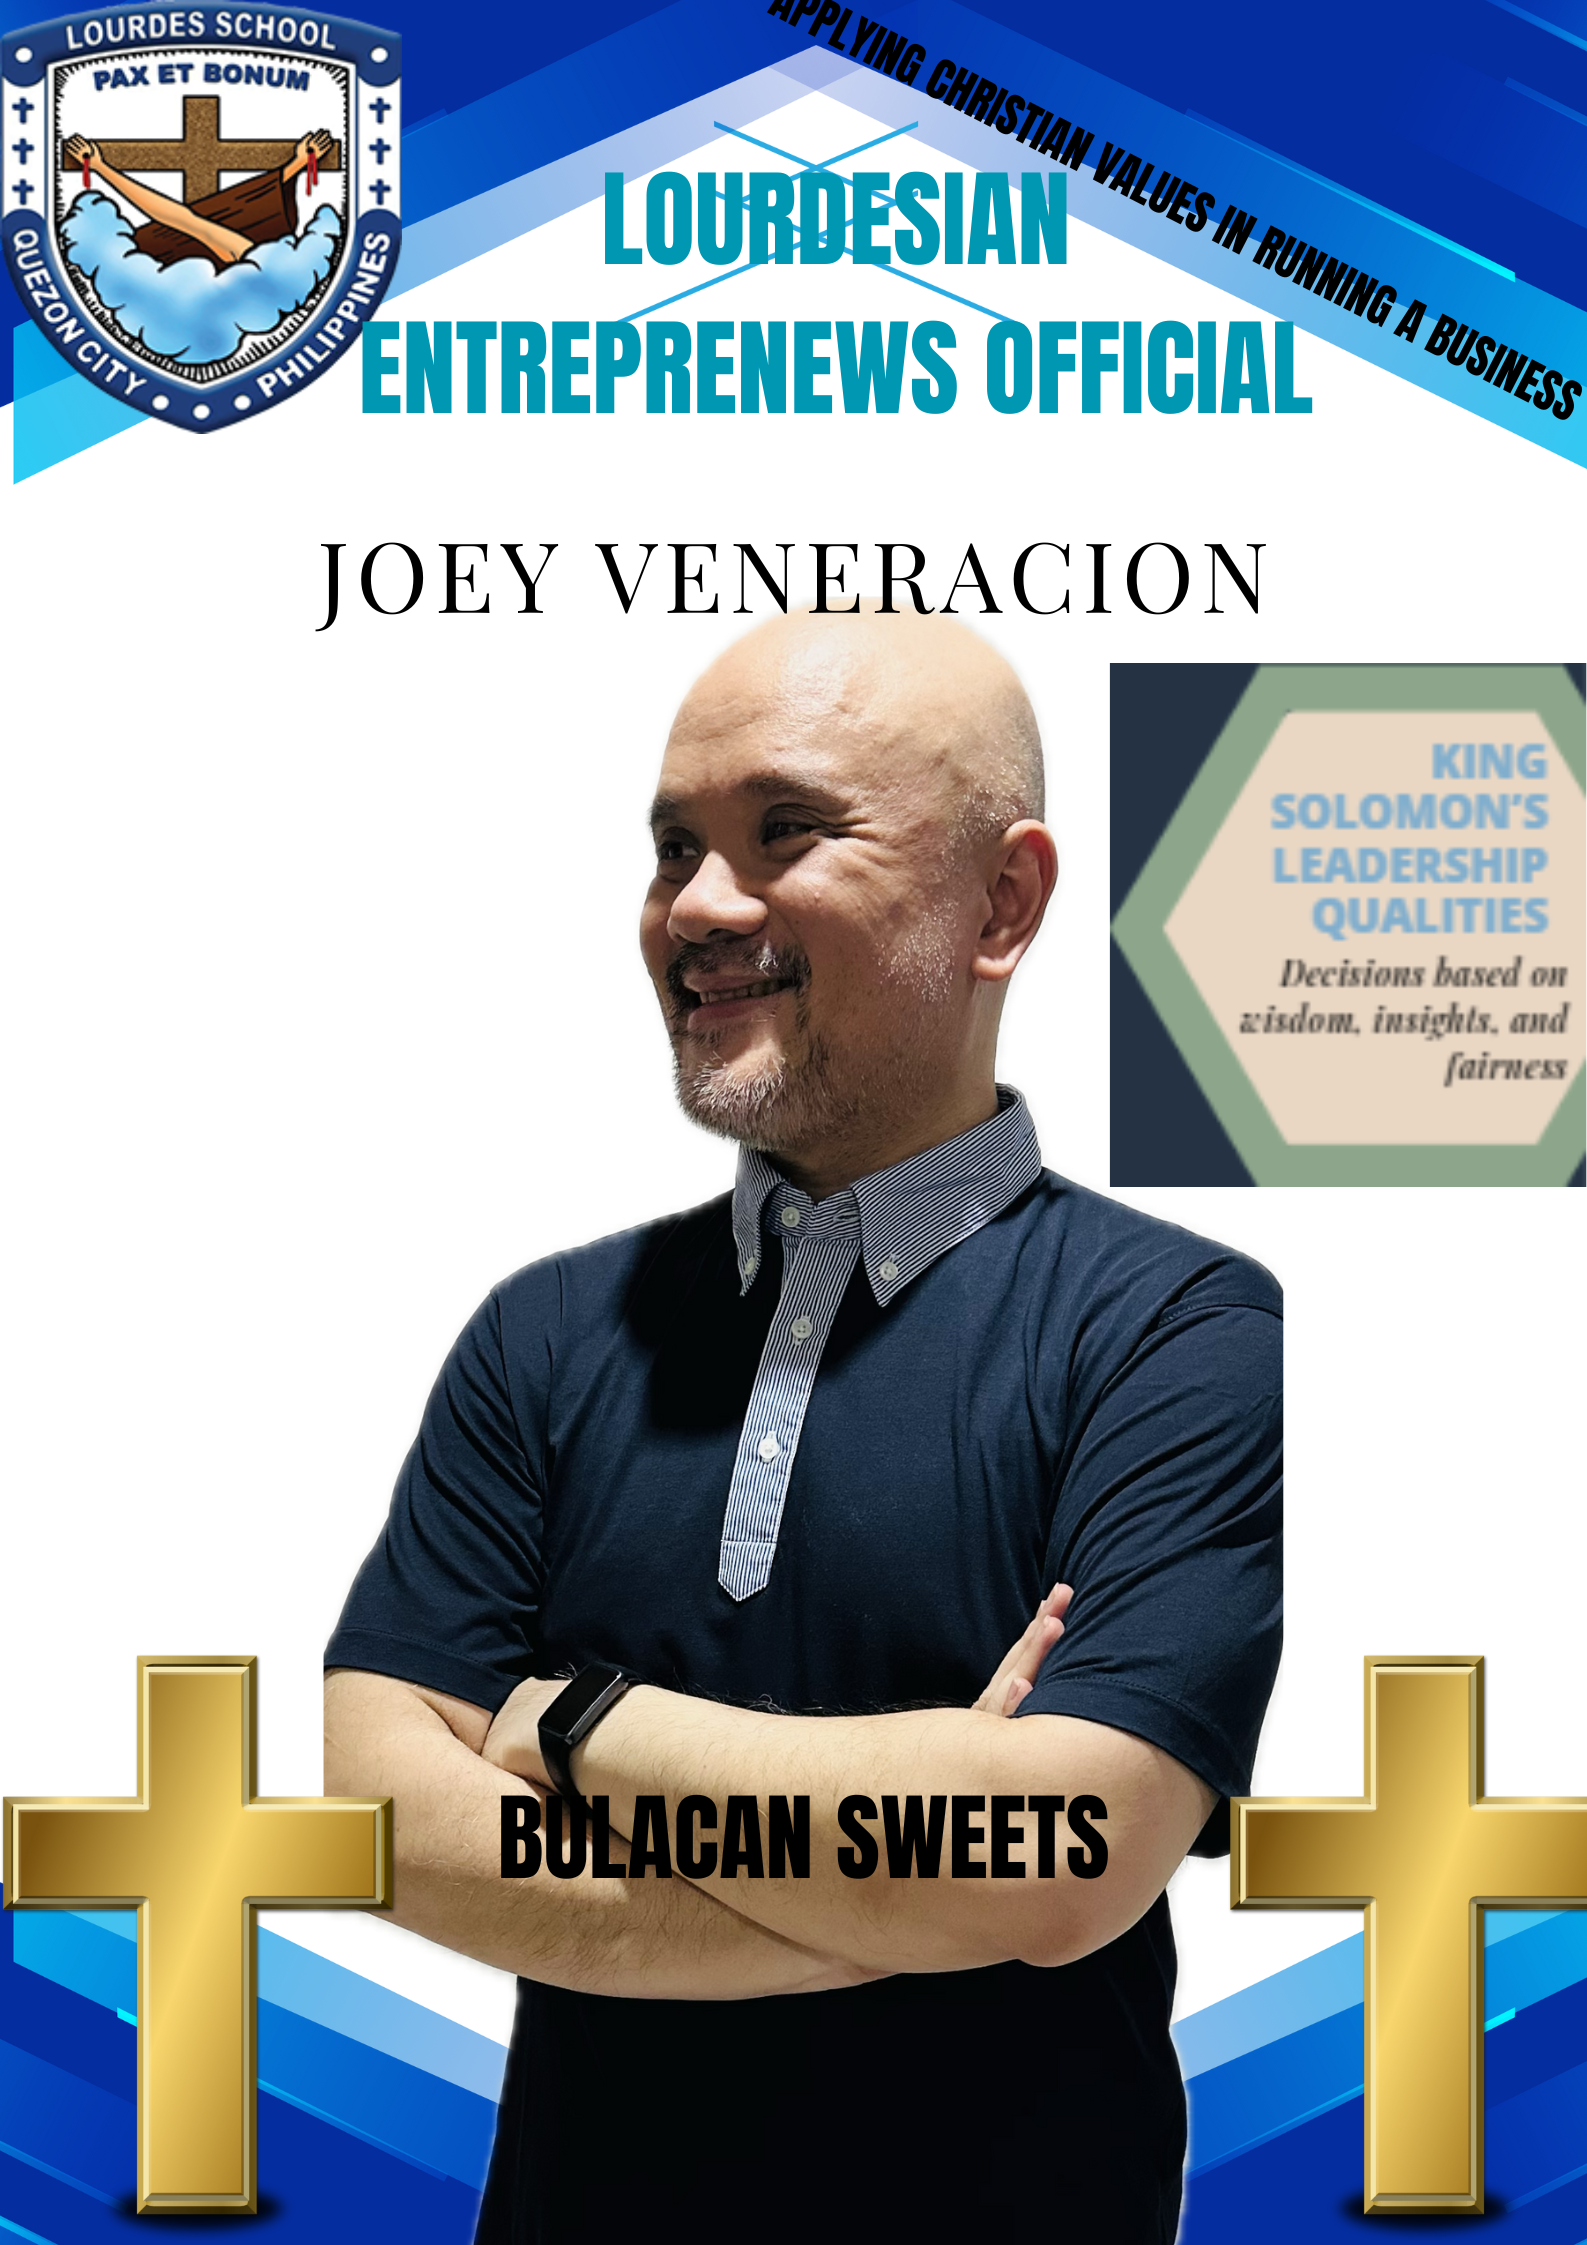 LOURDES SCHOOL
PAX ET BONUM
QUEZON CITY
PHILIPPINES
APPLYING CHRISTIAN VALUES IN RUNNING A BUSINESS
LOURDESIAN
ENTREPRENEWS OFFICIAL
JOEY VENERACION
KING
SOLOMON'S
LEADERSHIP
QUALITIES
Decisions based on
wisdom, insights, and
fairness
BULACAN SWEETS